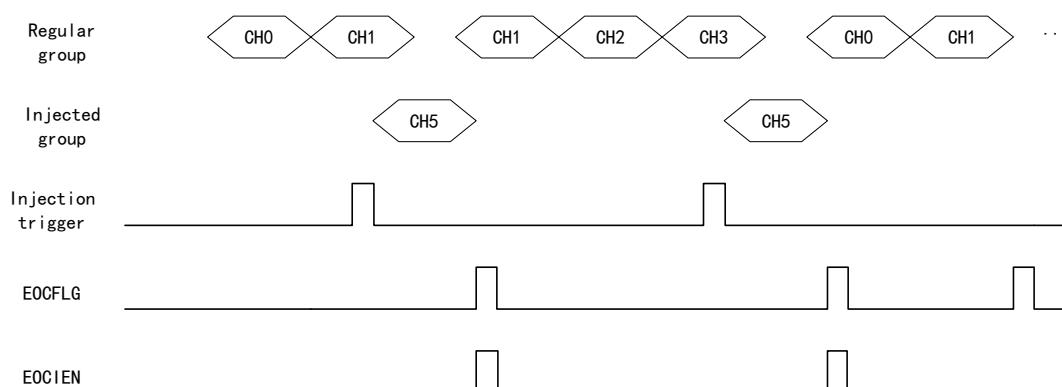 Regular
group
CH0 CH1 CH1 CH2 CH3 CH0 CH1 ..
Injected
group
CH5 CH5
Injection
trigger
EOCFLG
EOCIEN